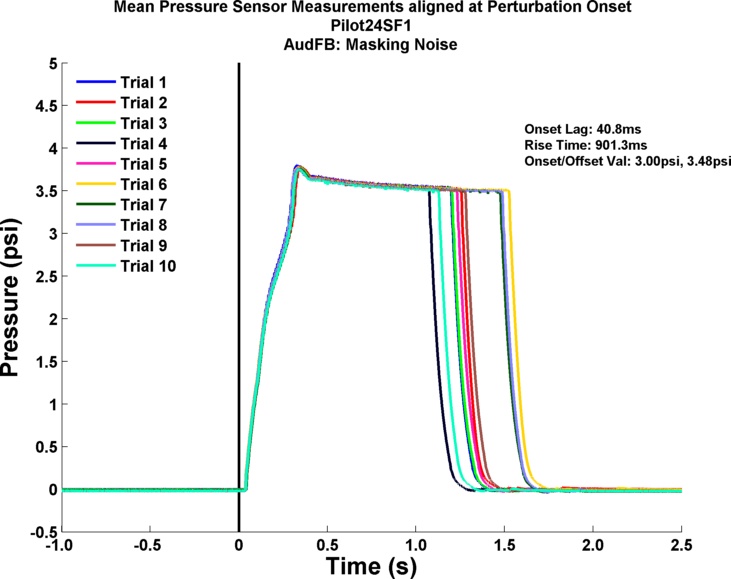 Mean Pressure Sensor Measurements aligned at Perturbation Onset
Pilot24SF1
AudFB: Masking Noise
Pressure (psi)
5
4.5
4
3.5
3
2.5
2
1.5
1
0.5
0
-0.5
Trial 1
Trial 2
Trial 3
Trial 4
Trial 5
Trial 6
Trial 7
Trial 8
Trial 9
Trial 10
Onset Lag: 40.8ms
Rise Time: 901.3ms
Onset/Offset Val: 3.00psi, 3.48psi
-1.0 -0.5 0 0.5 1.0 1.5 2.0 2.5
Time (s)